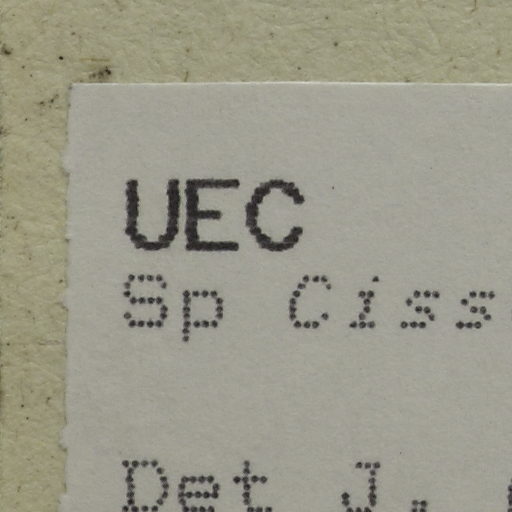 UEC
Sp Ciss
Det J.